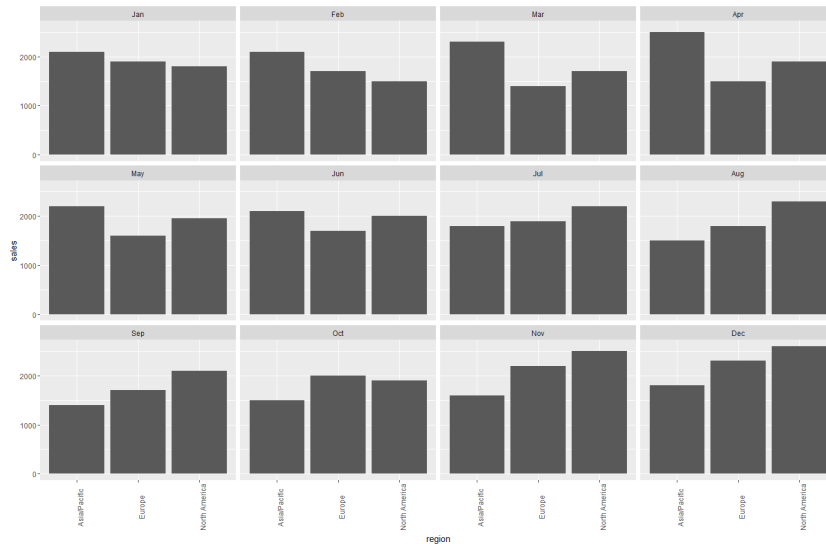 Jan
Feb
Mar
Apr
2000
1000
0
May
Jun
Jul
Aug
2000
1000
0
sales
Sep
Oct
Nov
Dec
2000
1000
0
Asia/Pacific
Europe
North America
Asia/Pacific
Europe
North America
Asia/Pacific
Europe
North America
Asia/Pacific
Europe
North America
region